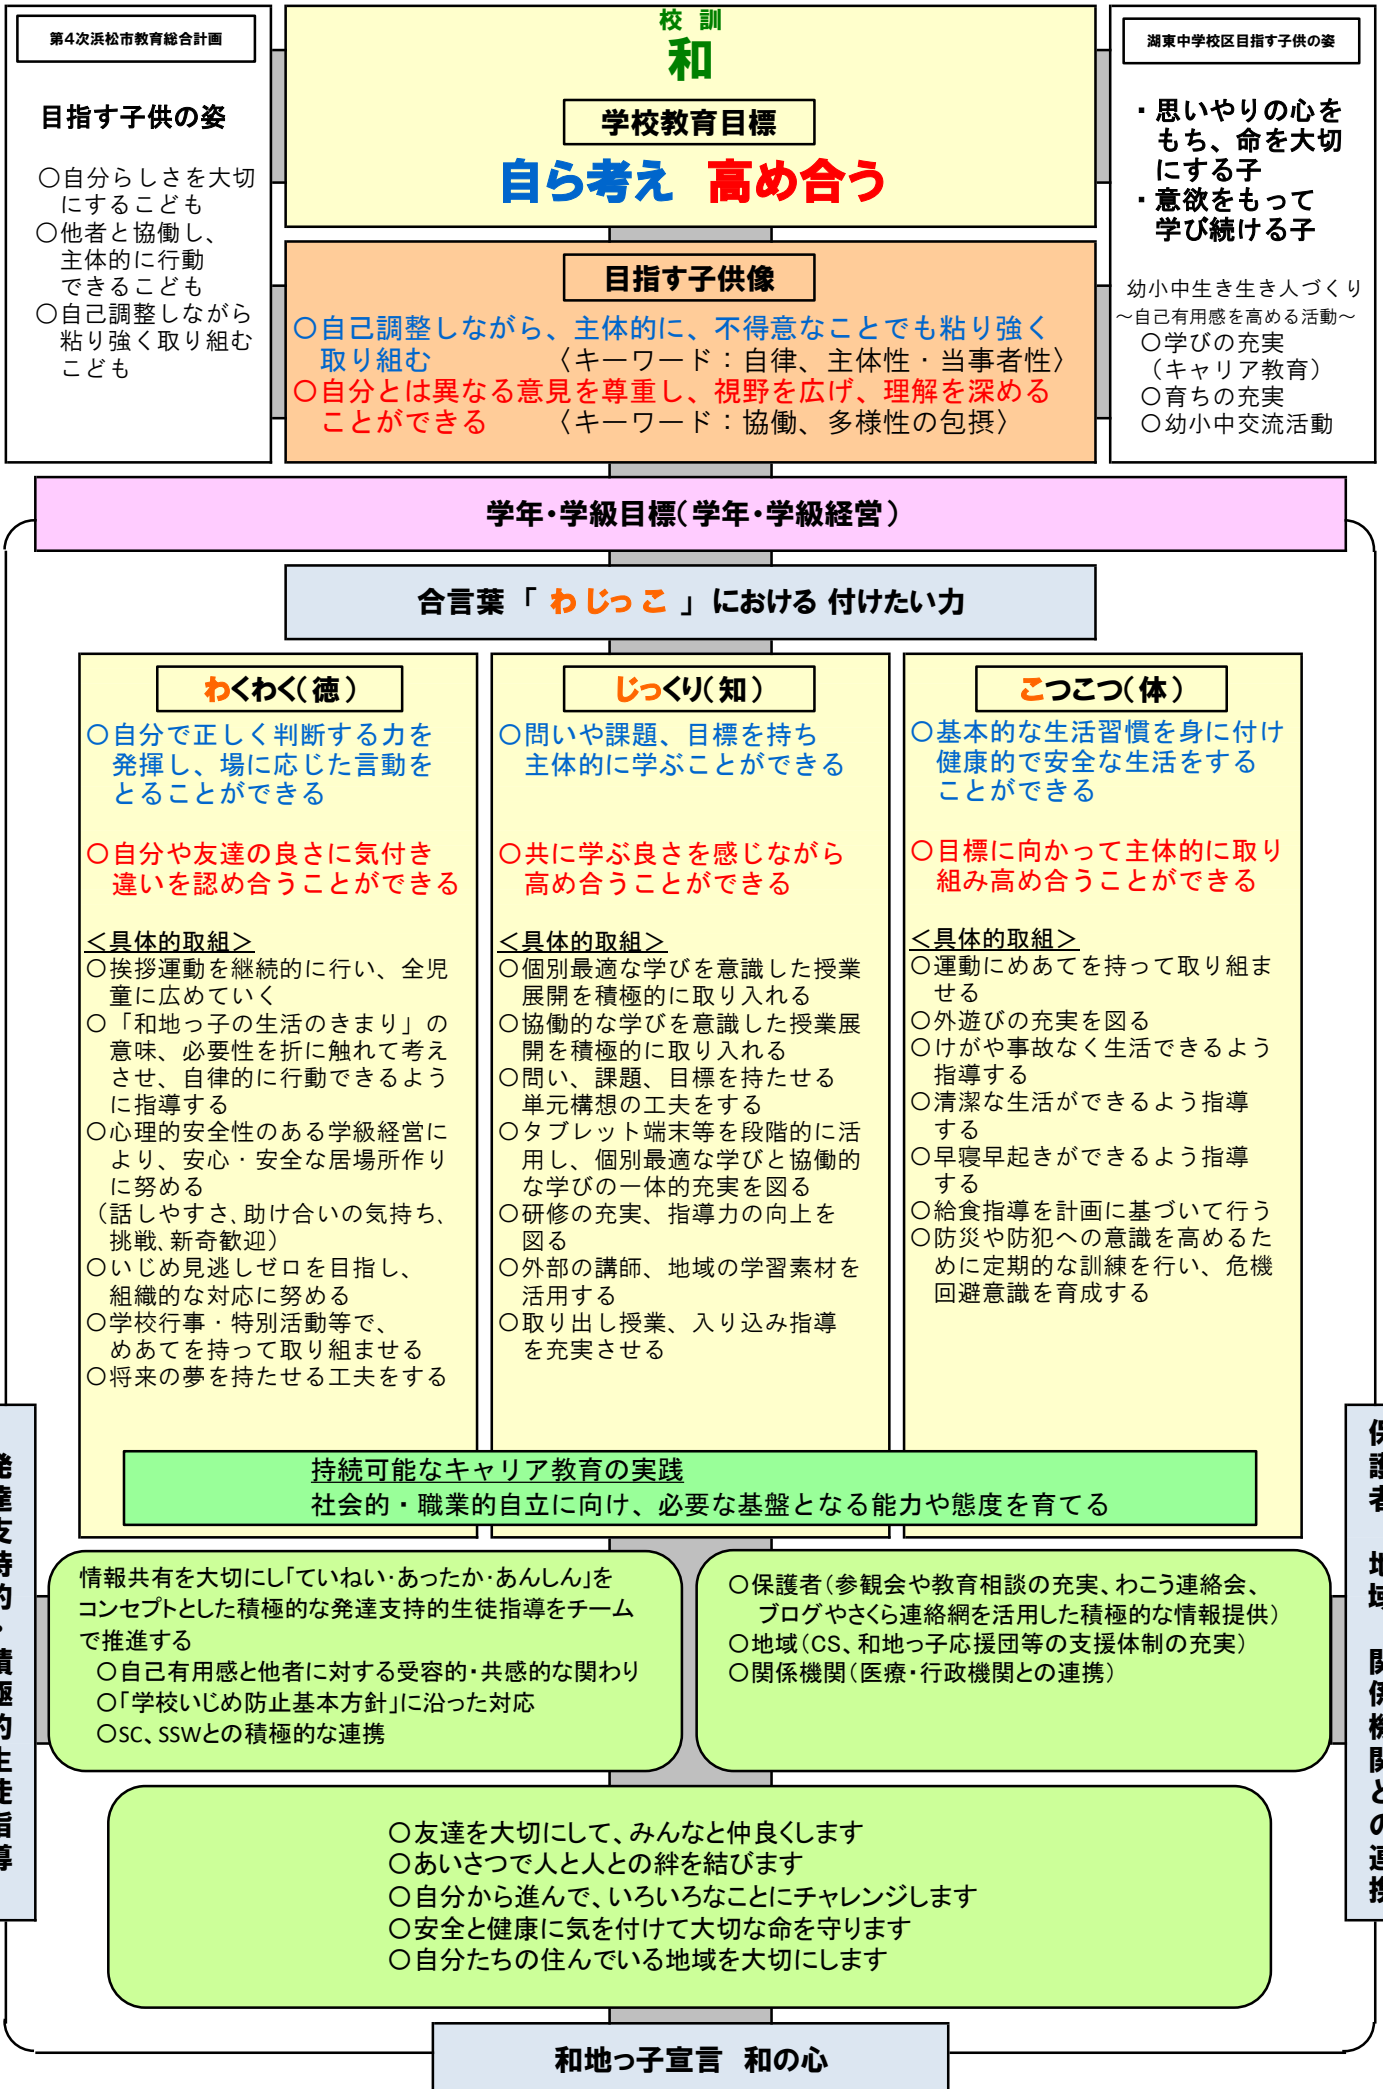 第4次浜松市教育総合計画
目指す子供の姿
○自分らしさを大切
にするこども
○他者と協働し、
主体的に行動
できるこども
○自己調整しながら
粘り強く取り組む
こども
校 訓
和
学校教育目標
自ら考え 高め合う
目指す子供像
○自己調整しながら、主体的に、不得意なことでも粘り強く
取り組む 〈キーワード：自律、主体性・当事者性〉
○自分とは異なる意見を尊重し、視野を広げ、理解を深める
ことができる 〈キーワード：協働、多様性の包摂〉
湖東中学校区目指す子供の姿
・思いやりの心を
もち、命を大切
にする子
・意欲をもって
学び続ける子
幼小中生き生き人づくり
～自己有用感を高める活動～
○学びの充実
（キャリア教育）
○育ちの充実
○幼小中交流活動
学年・学級目標（学年・学級経営）
合言葉「 わじっこ 」における 付けたい力
わくわく（徳）
○自分で正しく判断する力を
発揮し、場に応じた言動を
とることができる
○自分や友達の良さに気付き
違いを認め合うことができる
＜具体的取組＞
○挨拶運動を継続的に行い、全児
童に広めていく
○「和地っ子の生活のきまり」の
意味、必要性を折に触れて考え
させ、自律的に行動できるよう
に指導する
○心理的安全性のある学級経営に
より、安心・安全な居場所作り
に努める
（話しやすさ､助け合いの気持ち､
挑戦､新奇歓迎）
○いじめ見逃しゼロを目指し、
組織的な対応に努める
○学校行事・特別活動等で、
めあてを持って取り組ませる
○将来の夢を持たせる工夫をする
じっくり（知）
○問いや課題、目標を持ち
主体的に学ぶことができる
○共に学ぶ良さを感じながら
高め合うことができる
＜具体的取組＞
○個別最適な学びを意識した授業
展開を積極的に取り入れる
○協働的な学びを意識した授業展
開を積極的に取り入れる
○問い、課題、目標を持たせる
単元構想の工夫をする
○タブレット端末等を段階的に活
用し、個別最適な学びと協働的
な学びの一体的充実を図る
○研修の充実、指導力の向上を
図る
○外部の講師、地域の学習素材を
活用する
○取り出し授業、入り込み指導
を充実させる
こつこつ（体）
○基本的な生活習慣を身に付け
健康的で安全な生活をする
ことができる
○目標に向かって主体的に取り
組み高め合うことができる
＜具体的取組＞
○運動にめあてを持って取り組ま
せる
○外遊びの充実を図る
○けがや事故なく生活できるよう
指導する
○清潔な生活ができるよう指導
する
○早寝早起きができるよう指導
する
○給食指導を計画に基づいて行う
○防災や防犯への意識を高めるた
めに定期的な訓練を行い、危機
回避意識を育成する
持続可能なキャリア教育の実践
社会的・職業的自立に向け、必要な基盤となる能力や態度を育てる
発達支持的・積極的生徒指導
情報共有を大切にし「ていねい・あったか・あんしん」を
コンセプトとした積極的な発達支持的生徒指導をチーム
で推進する
○自己有用感と他者に対する受容的・共感的な関わり
○「学校いじめ防止基本方針」に沿った対応
○SC、SSWとの積極的な連携
○保護者（参観会や教育相談の充実、わこう連絡会、
ブログやさくら連絡網を活用した積極的な情報提供）
○地域（CS、和地っ子応援団等の支援体制の充実）
○関係機関（医療・行政機関との連携）
保護者 地域 関係機関との連携
○友達を大切にして、みんなと仲良くします
○あいさつで人と人との絆を結びます
○自分から進んで、いろいろなことにチャレンジします
○安全と健康に気を付けて大切な命を守ります
○自分たちの住んでいる地域を大切にします
和地っ子宣言 和の心